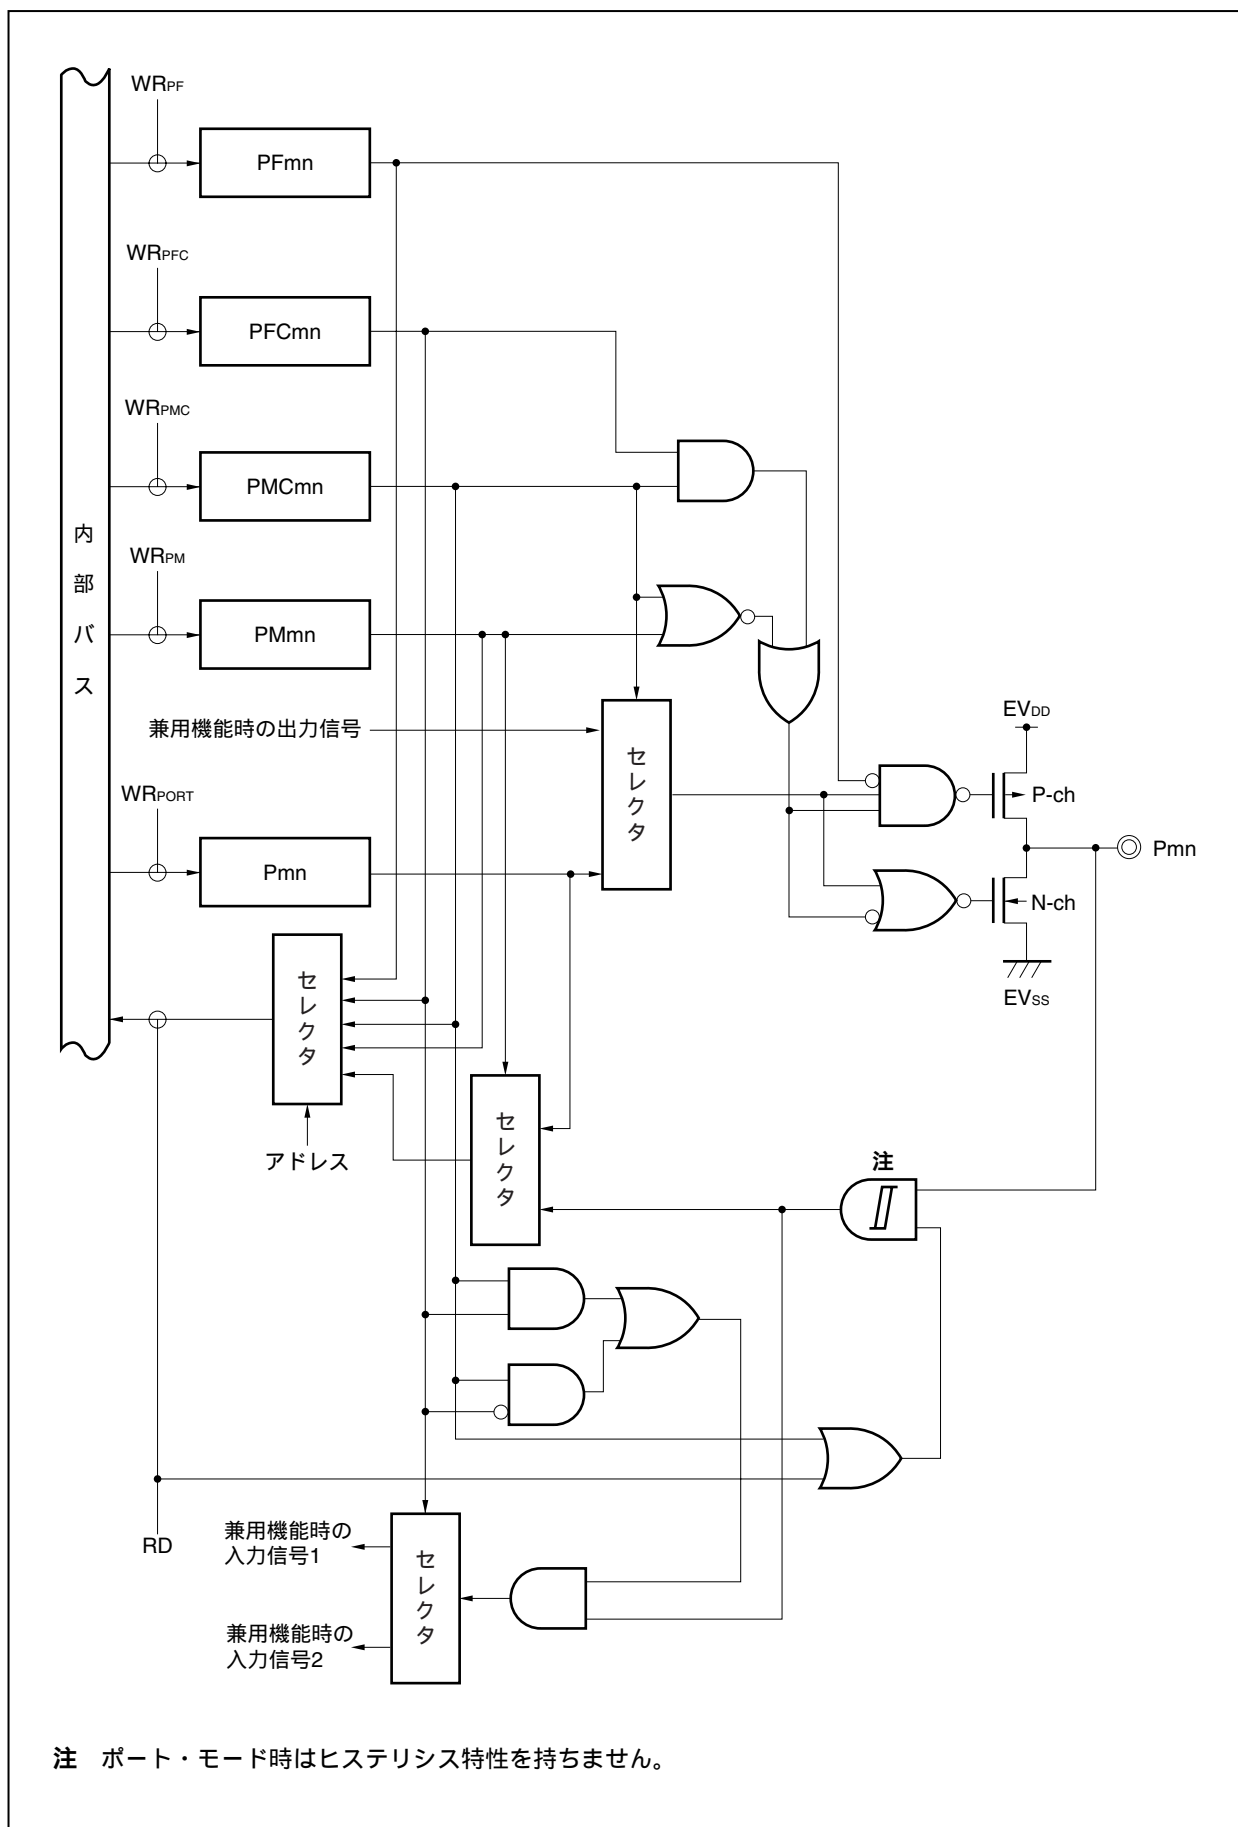 WRPF
PFmn
WRPFC
PFCmn
WRPMC
PMCmn
内部バス
WRPM
PMmn
兼用機能時の出力信号
セレクタ
EVDD
P-ch
WRPORT
Pmn
Pmn
N-ch
EVSS
セレクタ
アドレス
セレクタ
注
RD
兼用機能時の
入力信号1
セレクタ
兼用機能時の
入力信号2
注 ポート・モード時はヒステリシス特性を持ちません。